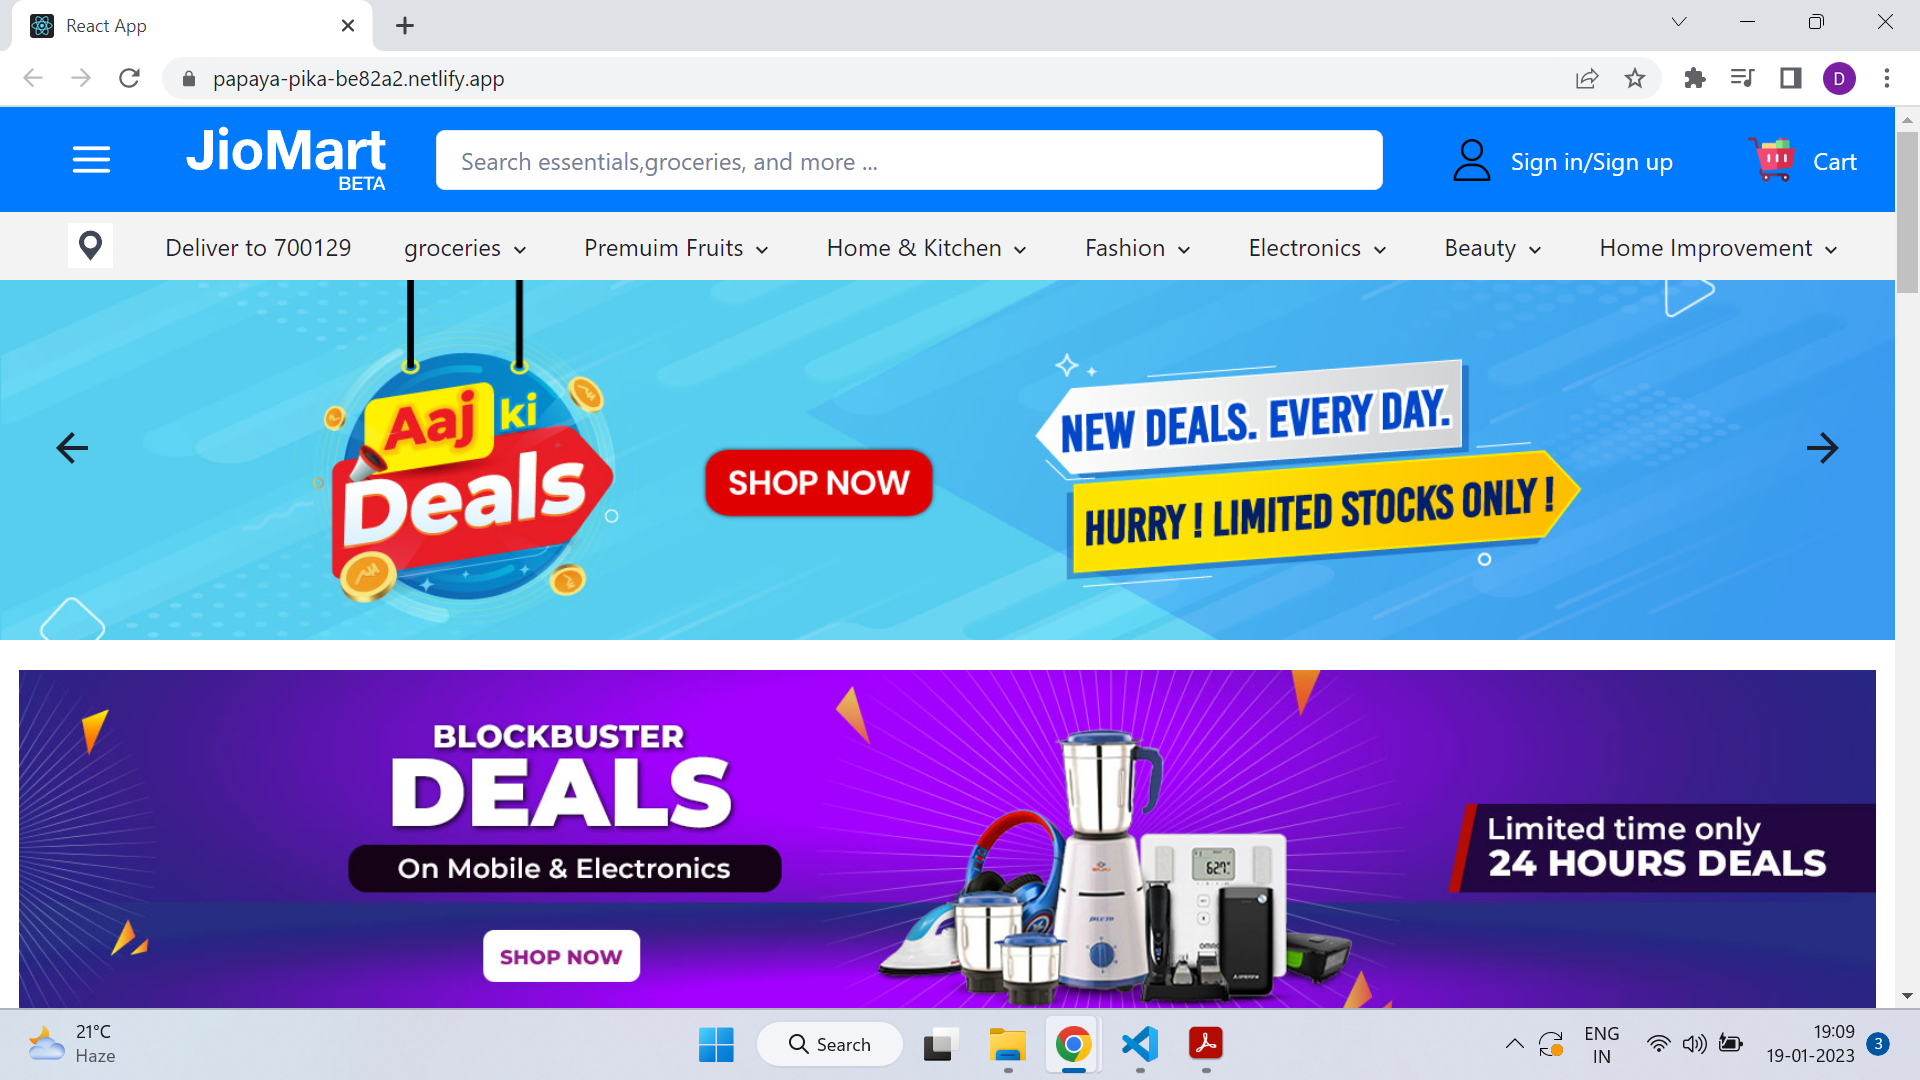 React App
papaya-pika-be82a2.netlify.app
D
JioMart
BETA
Search essentials,groceries, and more ...
Sign in/Sign up
Cart
Deliver to 700129
groceries
Premuim Fruits
Home & Kitchen
Fashion
Electronics
Beauty
Home Improvement
Aaj ki
Deals
SHOP NOW
NEW DEALS. EVERY DAY.
HURRY ! LIMITED STOCKS ONLY !
BLOCKBUSTER
DEALS
On Mobile & Electronics
SHOP NOW
Limited time only
24 HOURS DEALS
21°C
Haze
Search
ENG
IN
19:09
19-01-2023
3